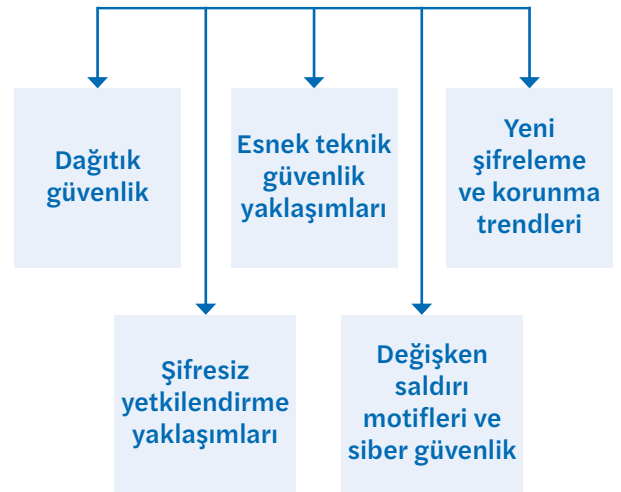 Dağıtık
güvenlik
Esnek teknik
güvenlik
yaklaşımları
Yeni
şifreleme
ve korunma
trendleri
Şifresiz
yetkilendirme
yaklaşımları
Değişken
saldırı
motifleri ve
siber güvenlik